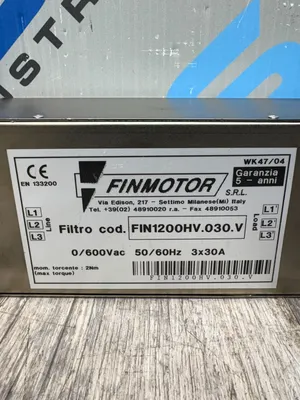 WK47/04
CE
EN 133200
FINMOTOR S.R.L.
Garanzia
5 - anni
Via Edison, 217 - Settimo Milanese(Mi) Italy
Tel. +39(02) 48910020 r.a. - Fax 48910053
L1
L2
L3
Line
Filtro cod. FIN1200HV.030.V
Load
L1
L2
L3
0/600Vac 50/60Hz 3x30A
mom. torcente : 2Nm
(max torque)
FIN1200HV.030.V